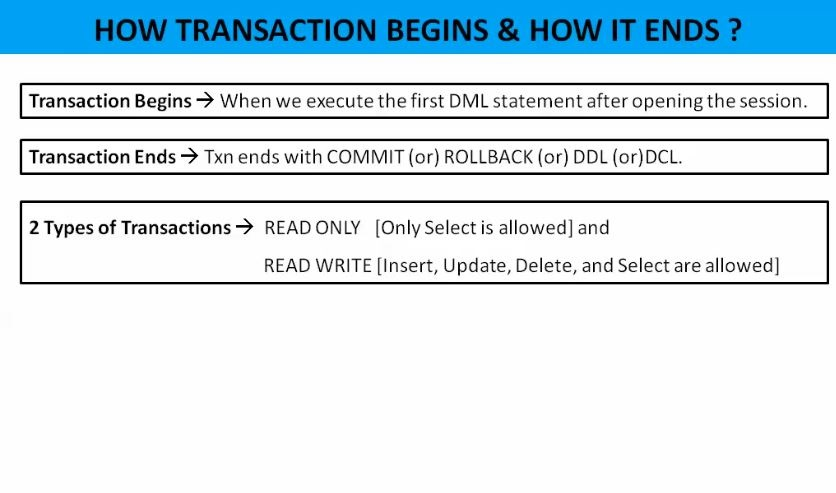 HOW TRANSACTION BEGINS & HOW IT ENDS ?
Transaction Begins → When we execute the first DML statement after opening the session.
Transaction Ends → Txn ends with COMMIT (or) ROLLBACK (or) DDL (or)DCL.
2 Types of Transactions → READ ONLY [Only Select is allowed] and
READ WRITE [Insert, Update, Delete, and Select are allowed]